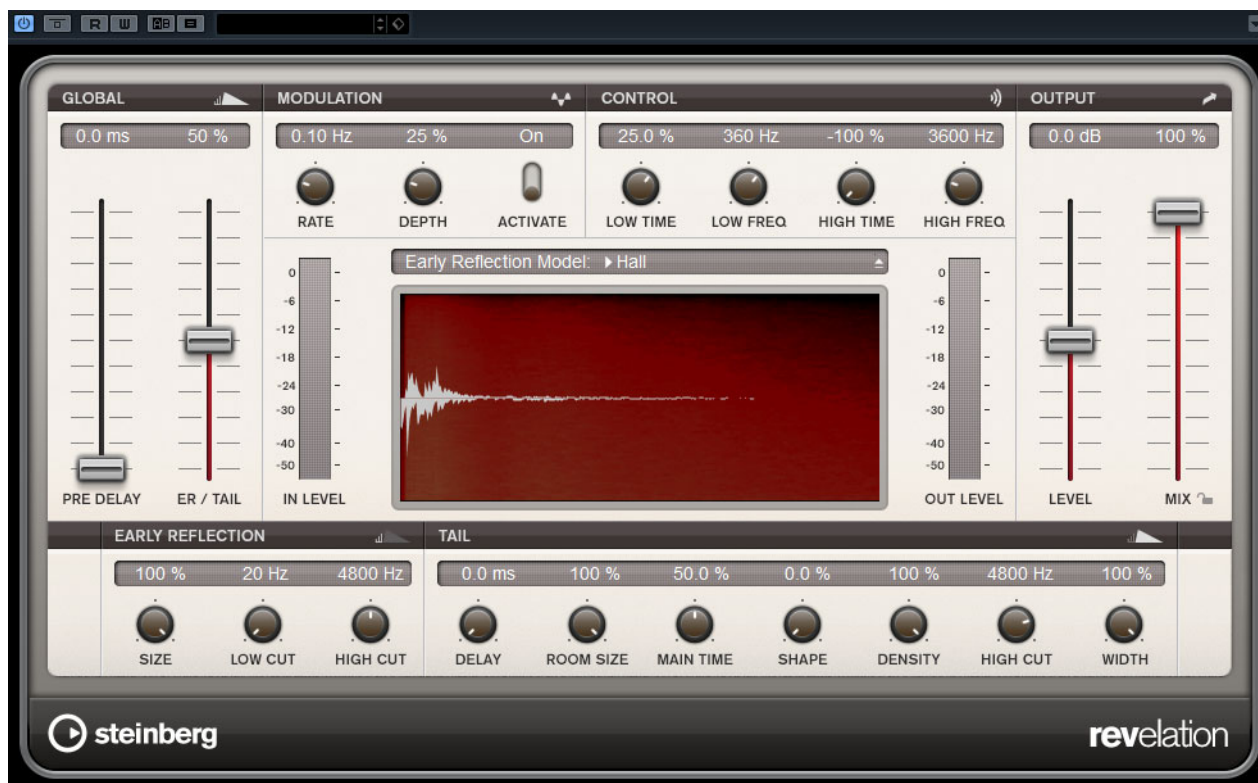 R W AB
GLOBAL MODULATION CONTROL OUTPUT
0.0 ms 50 % 0.10 Hz 25 % On 25.0 % 360 Hz -100 % 3600 Hz 0.0 dB 100 %
RATE DEPTH ACTIVATE LOW TIME LOW FREQ HIGH TIME HIGH FREQ
Early Reflection Model: Hall
0 0
-6 -6
-12 -12
-18 -18
-24 -24
-30 -30
-40 -40
-50 -50
PRE DELAY ER / TAIL IN LEVEL OUT LEVEL LEVEL MIX
EARLY REFLECTION TAIL
100 % 20 Hz 4800 Hz 0.0 ms 100 % 50.0 % 0.0 % 100 % 4800 Hz 100 %
SIZE LOW CUT HIGH CUT DELAY ROOM SIZE MAIN TIME SHAPE DENSITY HIGH CUT WIDTH
steinberg revelation